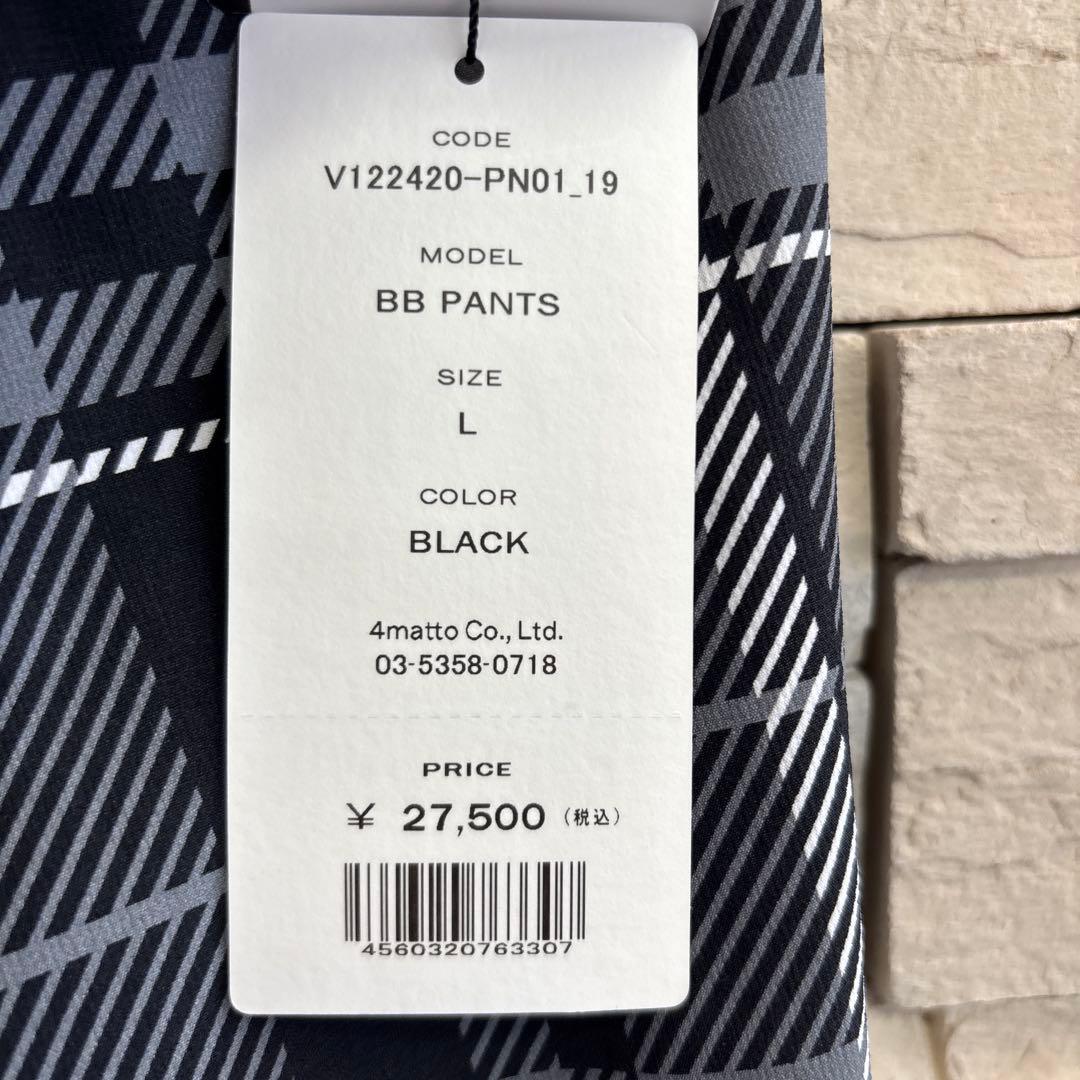 CODE
V122420-PN01_19
MODEL
BB PANTS
SIZE
L
COLOR
BLACK
4matto Co., Ltd.
03-5358-0718
PRICE
¥ 27,500 (税込)
4560320763307